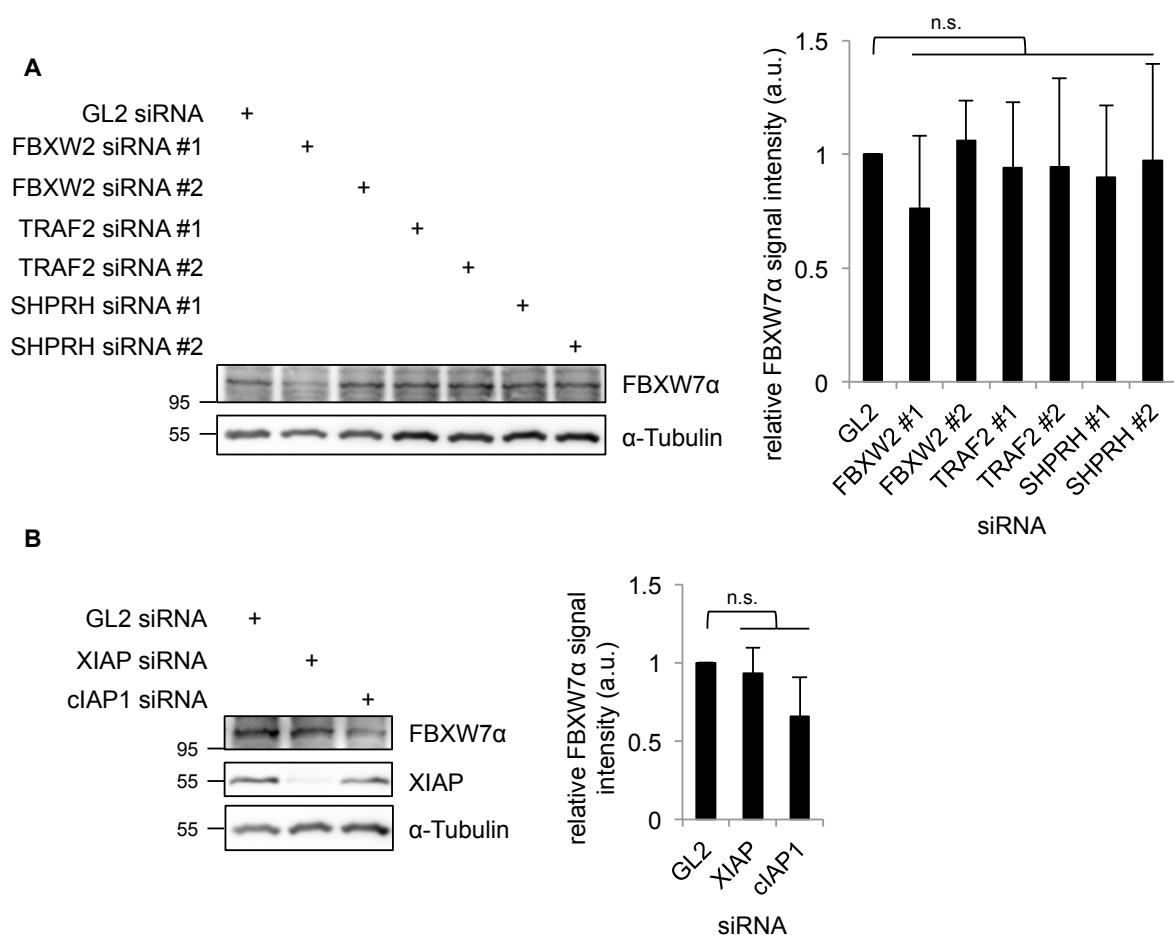 A
GL2 siRNA +
FBXW2 siRNA #1 +
FBXW2 siRNA #2 +
TRAF2 siRNA #1 +
TRAF2 siRNA #2 +
SHPRH siRNA #1 +
SHPRH siRNA #2 +
FBXW7α
95
55
α-Tubulin
relative FBXW7α signal intensity (a.u.)
1.5
1
0.5
0
n.s.
GL2
FBXW2 #1
FBXW2 #2
TRAF2 #1
TRAF2 #2
SHPRH #1
SHPRH #2
siRNA
B
GL2 siRNA +
XIAP siRNA +
cIAP1 siRNA +
FBXW7α
95
55
XIAP
55
α-Tubulin
relative FBXW7α signal
intensity (a.u.)
1.5
1
0.5
0
n.s.
GL2
XIAP
cIAP1
siRNA